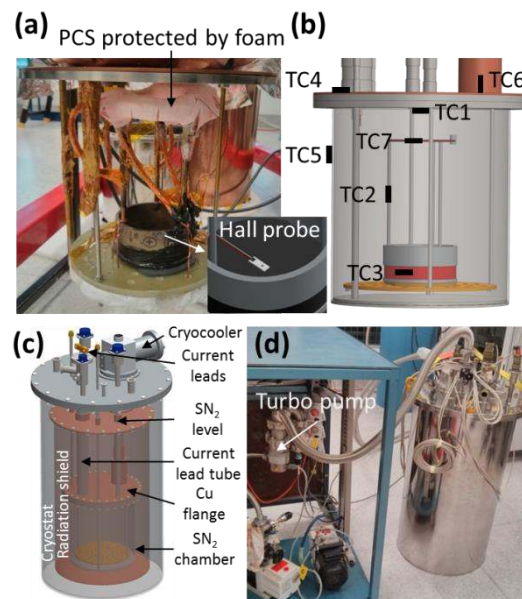 (a)
PCS protected by foam
Hall probe
(b)
TC4
TC6
TC1
TC7
TC5
TC2
TC3
(c)
Cryocooler
Current
leads
SN₂
level
Current
lead tube
Cu
flange
SN₂
chamber
Cryostat
Radiation shield
(d)
Turbo pump